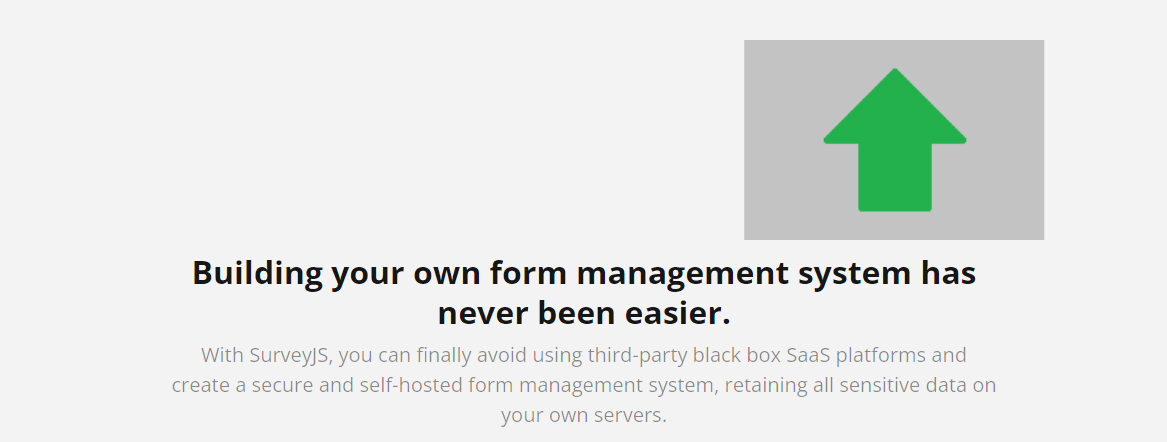 Building your own form management system has
never been easier.
With SurveyJS, you can finally avoid using third-party black box SaaS platforms and
create a secure and self-hosted form management system, retaining all sensitive data on
your own servers.